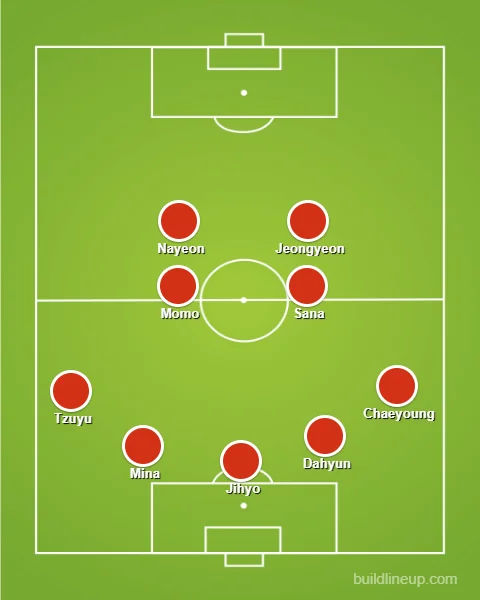 Nayeon
Jeongyeon
Momo
Sana
Tzuyu
Chaeyoung
Mina
Dahyun
Jihyo
buildlineup.com